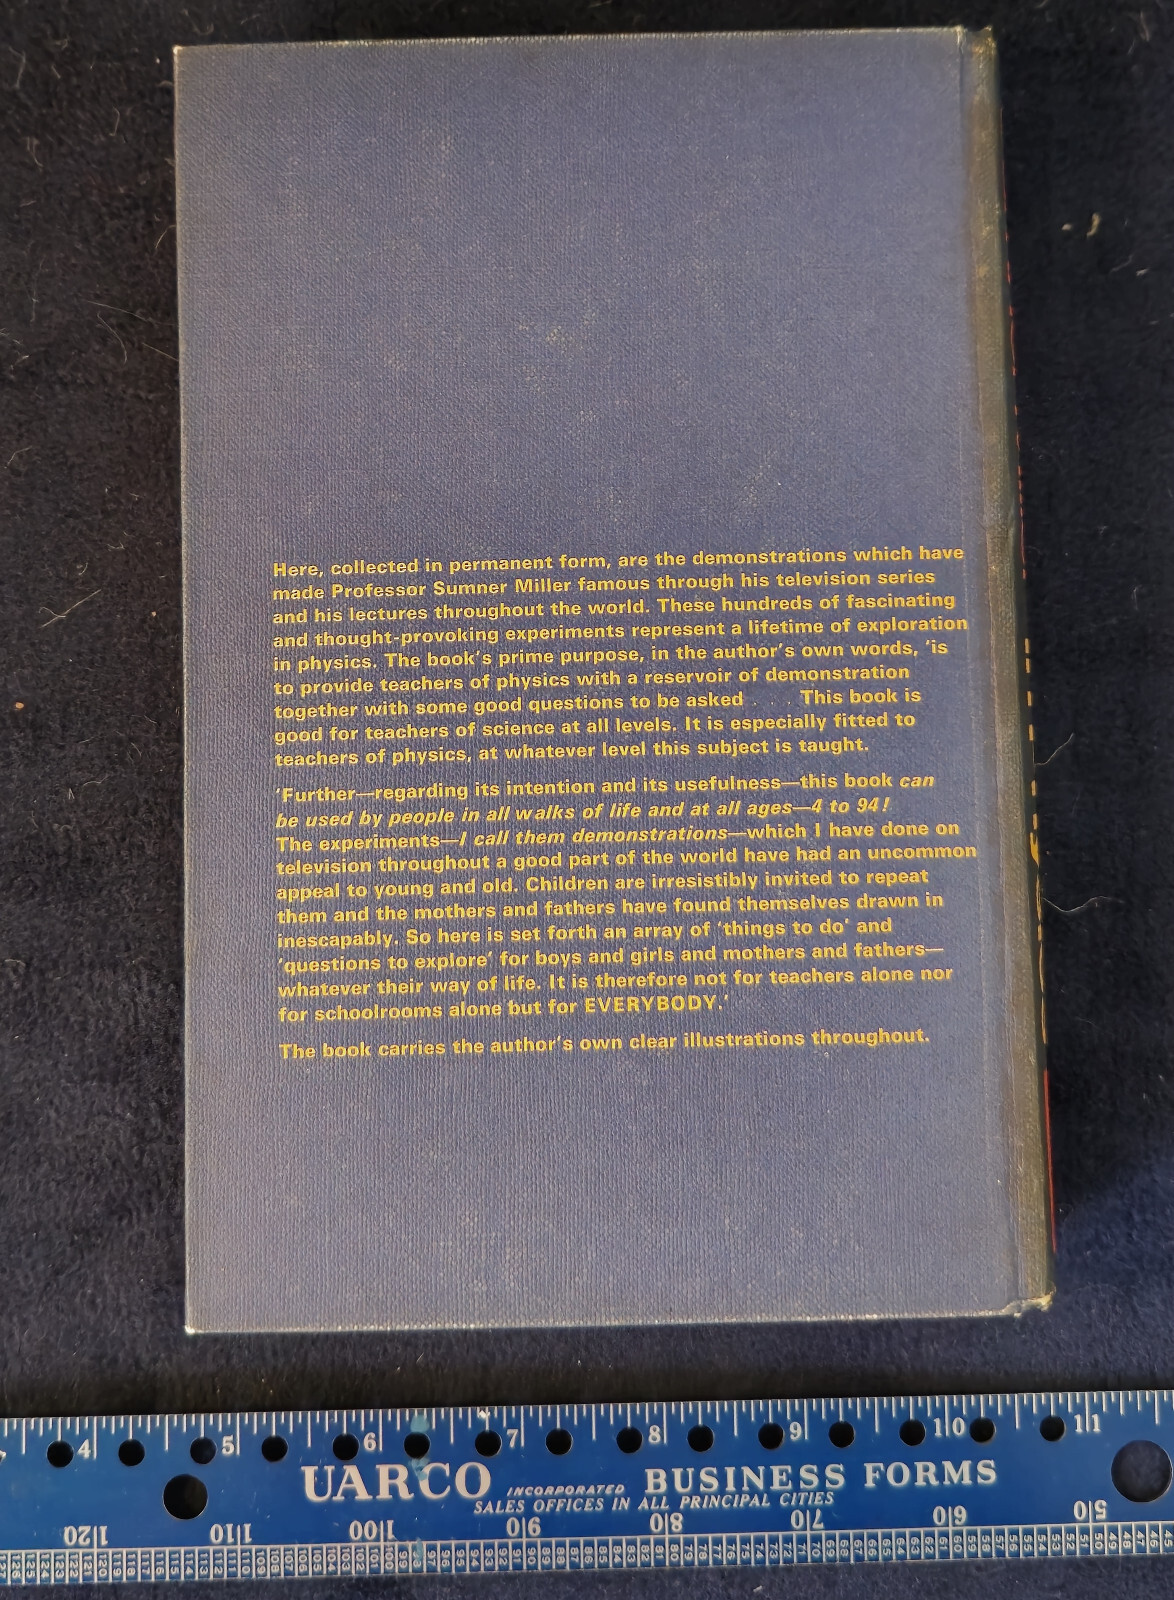 Here, collected in permanent form, are the demonstrations which have
made Professor Sumner Miller famous through his television series
and his lectures throughout the world. These hundreds of fascinating
and thought-provoking experiments represent a lifetime of exploration
in physics. The book's prime purpose, in the author's own words, 'is
to provide teachers of physics with a reservoir of demonstration
together with some good questions to be asked . . . This book is
good for teachers of science at all levels. It is especially fitted to
teachers of physics, at whatever level this subject is taught.
'Further—regarding its intention and its usefulness—this book can
be used by people in all walks of life and at all ages—4 to 94!
The experiments—I call them demonstrations—which I have done on
television throughout a good part of the world have had an uncommon
appeal to young and old. Children are irresistibly invited to repeat
them and the mothers and fathers have found themselves drawn in
inescapably. So here is set forth an array of 'things to do' and
'questions to explore' for boys and girls and mothers and fathers—
whatever their way of life. It is therefore not for teachers alone nor
for schoolrooms alone but for EVERYBODY.'
The book carries the author's own clear illustrations throughout.
4 5 6 7 8 9 10 11
UARCO INCORPORATED BUSINESS FORMS
SALES OFFICES IN ALL PRINCIPAL CITIES
120 110 100 90 80 70 60 50